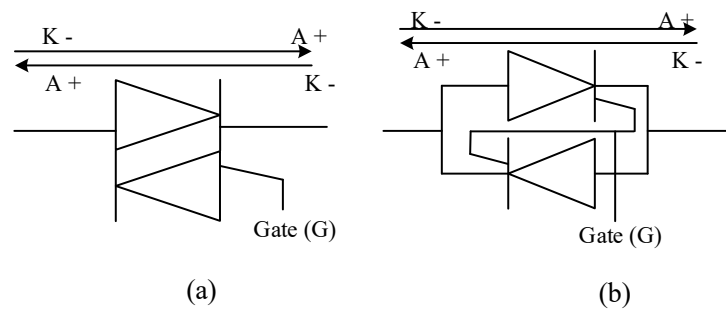 K - A +
A + K -
Gate (G)
(a)
K - A +
A + K -
Gate (G)
(b)